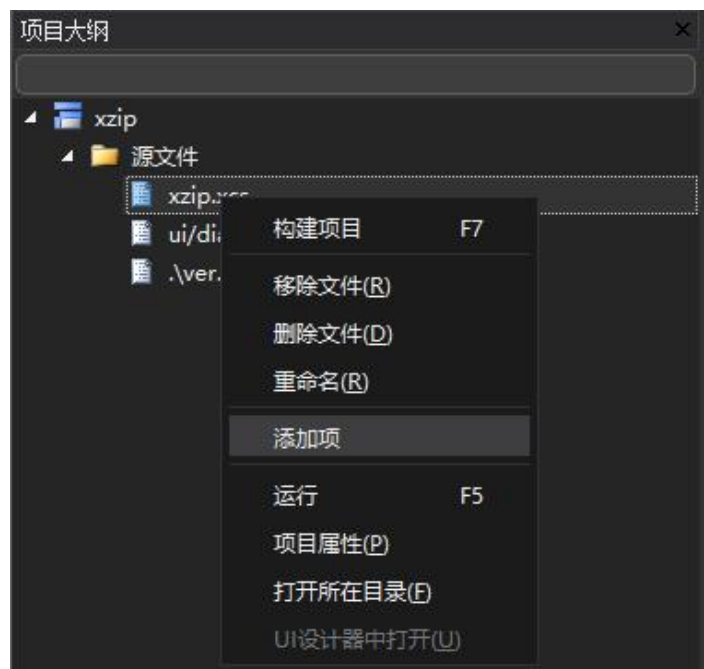 项目大纲
xzip
源文件
xzip.xcs
ui/di
.\ver.
构建项目 F7
移除文件(R)
删除文件(D)
重命名(R)
添加项
运行 F5
项目属性(P)
打开所在目录(F)
UI设计器中打开(U)